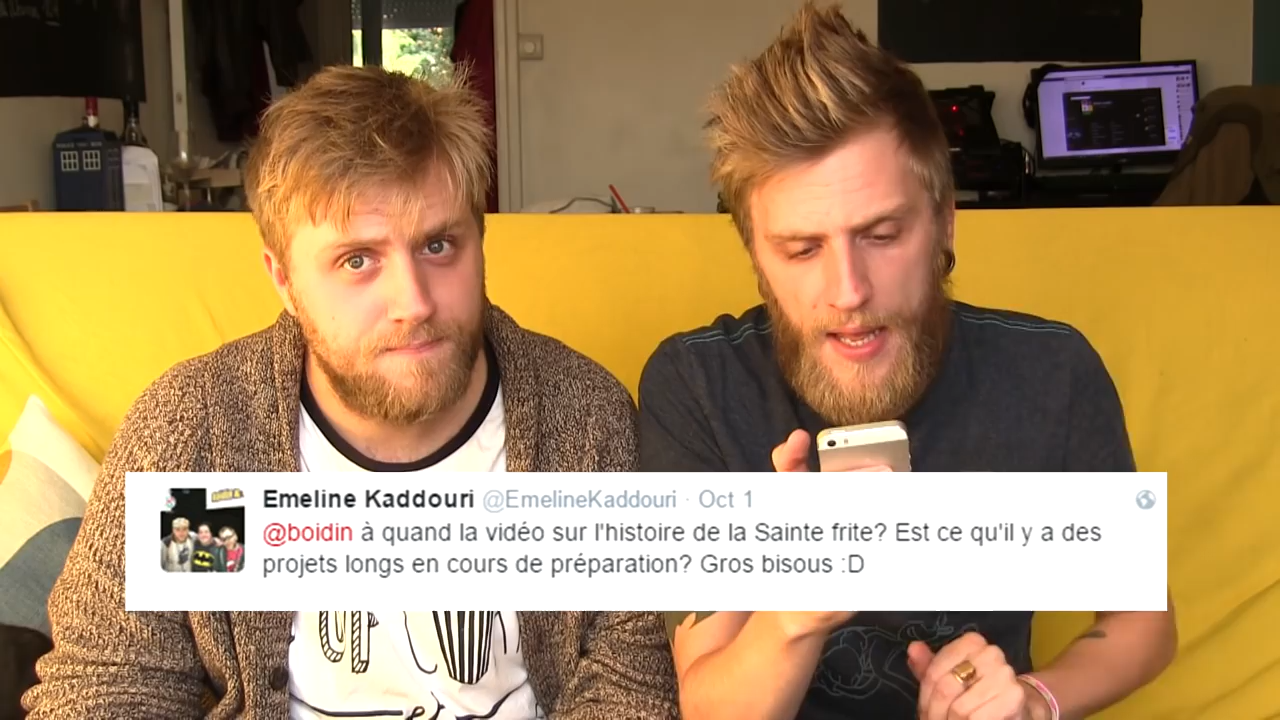 Emeline Kaddouri @EmelineKaddouri · Oct 1
@boidin à quand la vidéo sur l'histoire de la Sainte frite? Est ce qu'il y a des
projets longs en cours de préparation? Gros bisous :D
UP